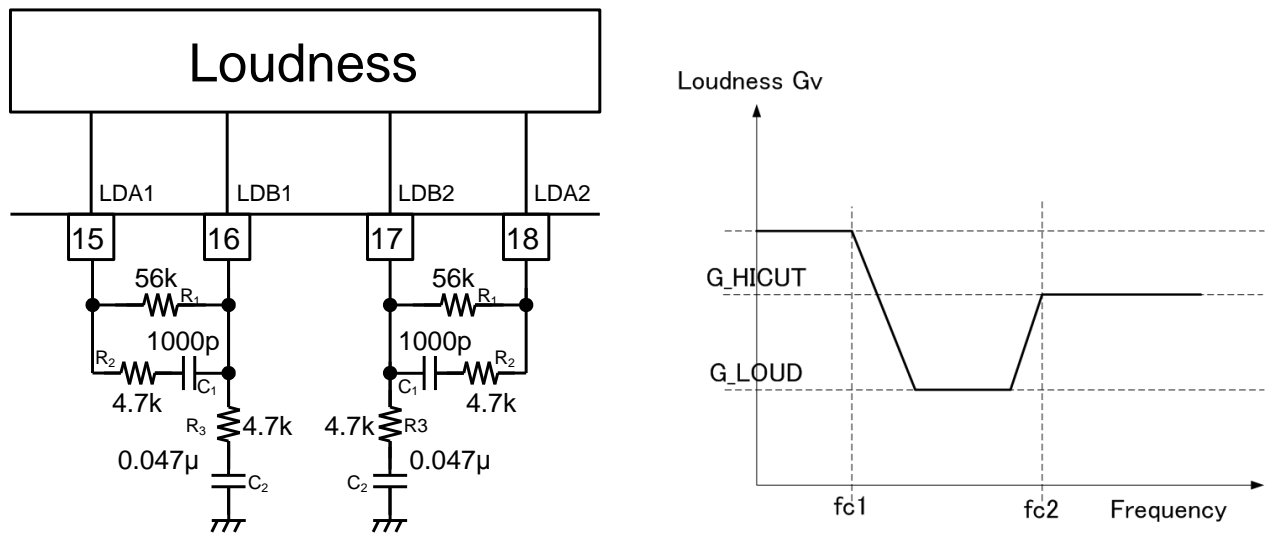 Loudness
LDA1 LDB1 LDB2 LDA2
15 16 17 18
56k 56k
R1 R1
1000p 1000p
R2 R2
C1 C1
4.7k 4.7k
R3 4.7k 4.7k R3
0.047μ 0.047μ
C2 C2
Loudness Gv
G_HICUT
G_LOUD
fc1 fc2 Frequency